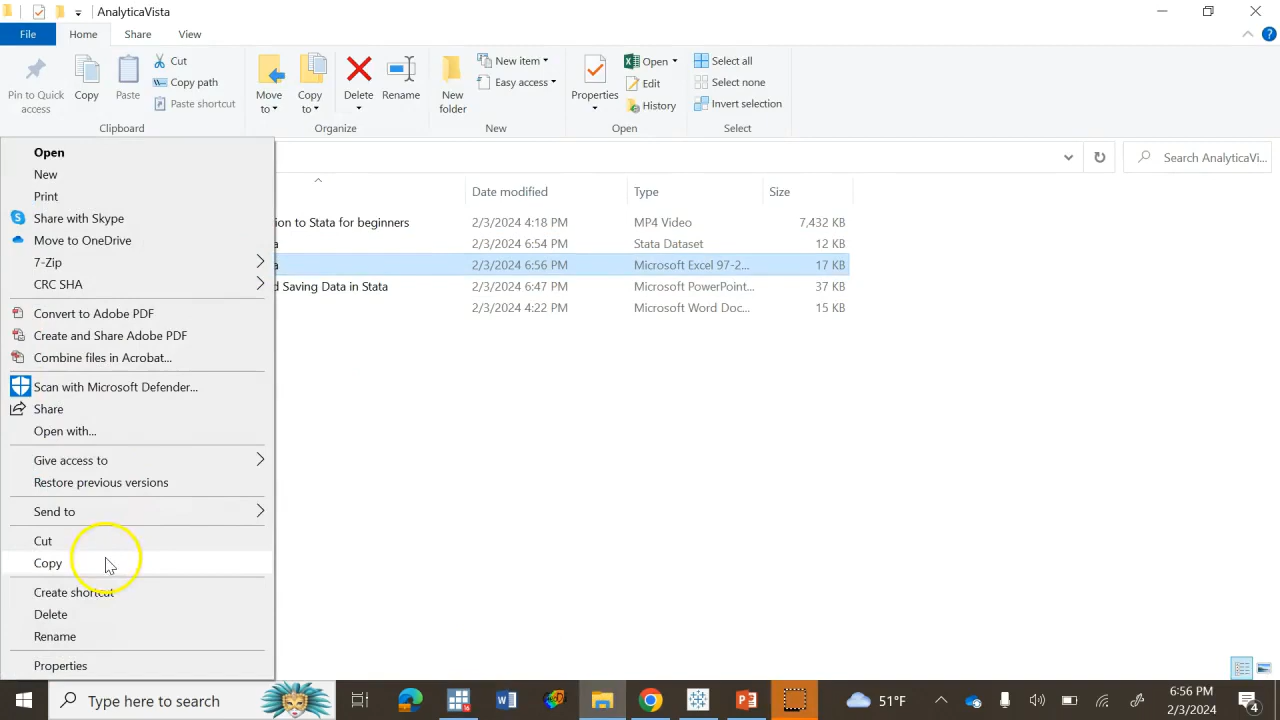 AnalyticaVista
File Home Share View
Pin to Quick access
Copy
Paste
Cut
Copy path
Paste shortcut
Clipboard
Move to
Copy to
Delete
Rename
Organize
New folder
New item
Easy access
New
Properties
Open
Edit
History
Open
Select all
Select none
Invert selection
Select
Search AnalyticaVi...
Date modified Type Size
ion to Stata for beginners 2/3/2024 4:18 PM MP4 Video 7,432 KB
a 2/3/2024 6:54 PM Stata Dataset 12 KB
a 2/3/2024 6:56 PM Microsoft Excel 97-2... 17 KB
d Saving Data in Stata 2/3/2024 6:47 PM Microsoft PowerPoint... 37 KB
2/3/2024 4:22 PM Microsoft Word Doc... 15 KB
Open
New
Print
Share with Skype
Move to OneDrive
7-Zip
CRC SHA
Convert to Adobe PDF
Create and Share Adobe PDF
Combine files in Acrobat...
Scan with Microsoft Defender...
Share
Open with...
Give access to
Restore previous versions
Send to
Cut
Copy
Create shortcut
Delete
Rename
Properties
Type here to search
51°F
6:56 PM
2/3/2024
4